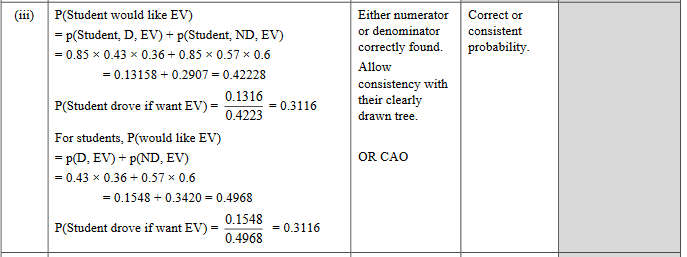 (iii)
P(Student would like EV)
= p(Student, D, EV) + p(Student, ND, EV)
= 0.85 × 0.43 × 0.36 + 0.85 × 0.57 × 0.6
= 0.13158 + 0.2907 = 0.42228
P(Student drove if want EV) = 0.1316 / 0.4223 = 0.3116
For students, P(would like EV)
= p(D, EV) + p(ND, EV)
= 0.43 × 0.36 + 0.57 × 0.6
= 0.1548 + 0.3420 = 0.4968
P(Student drove if want EV) = 0.1548 / 0.4968 = 0.3116
Either numerator
or denominator
correctly found.
Allow
consistency with
their clearly
drawn tree.
OR CAO
Correct or
consistent
probability.